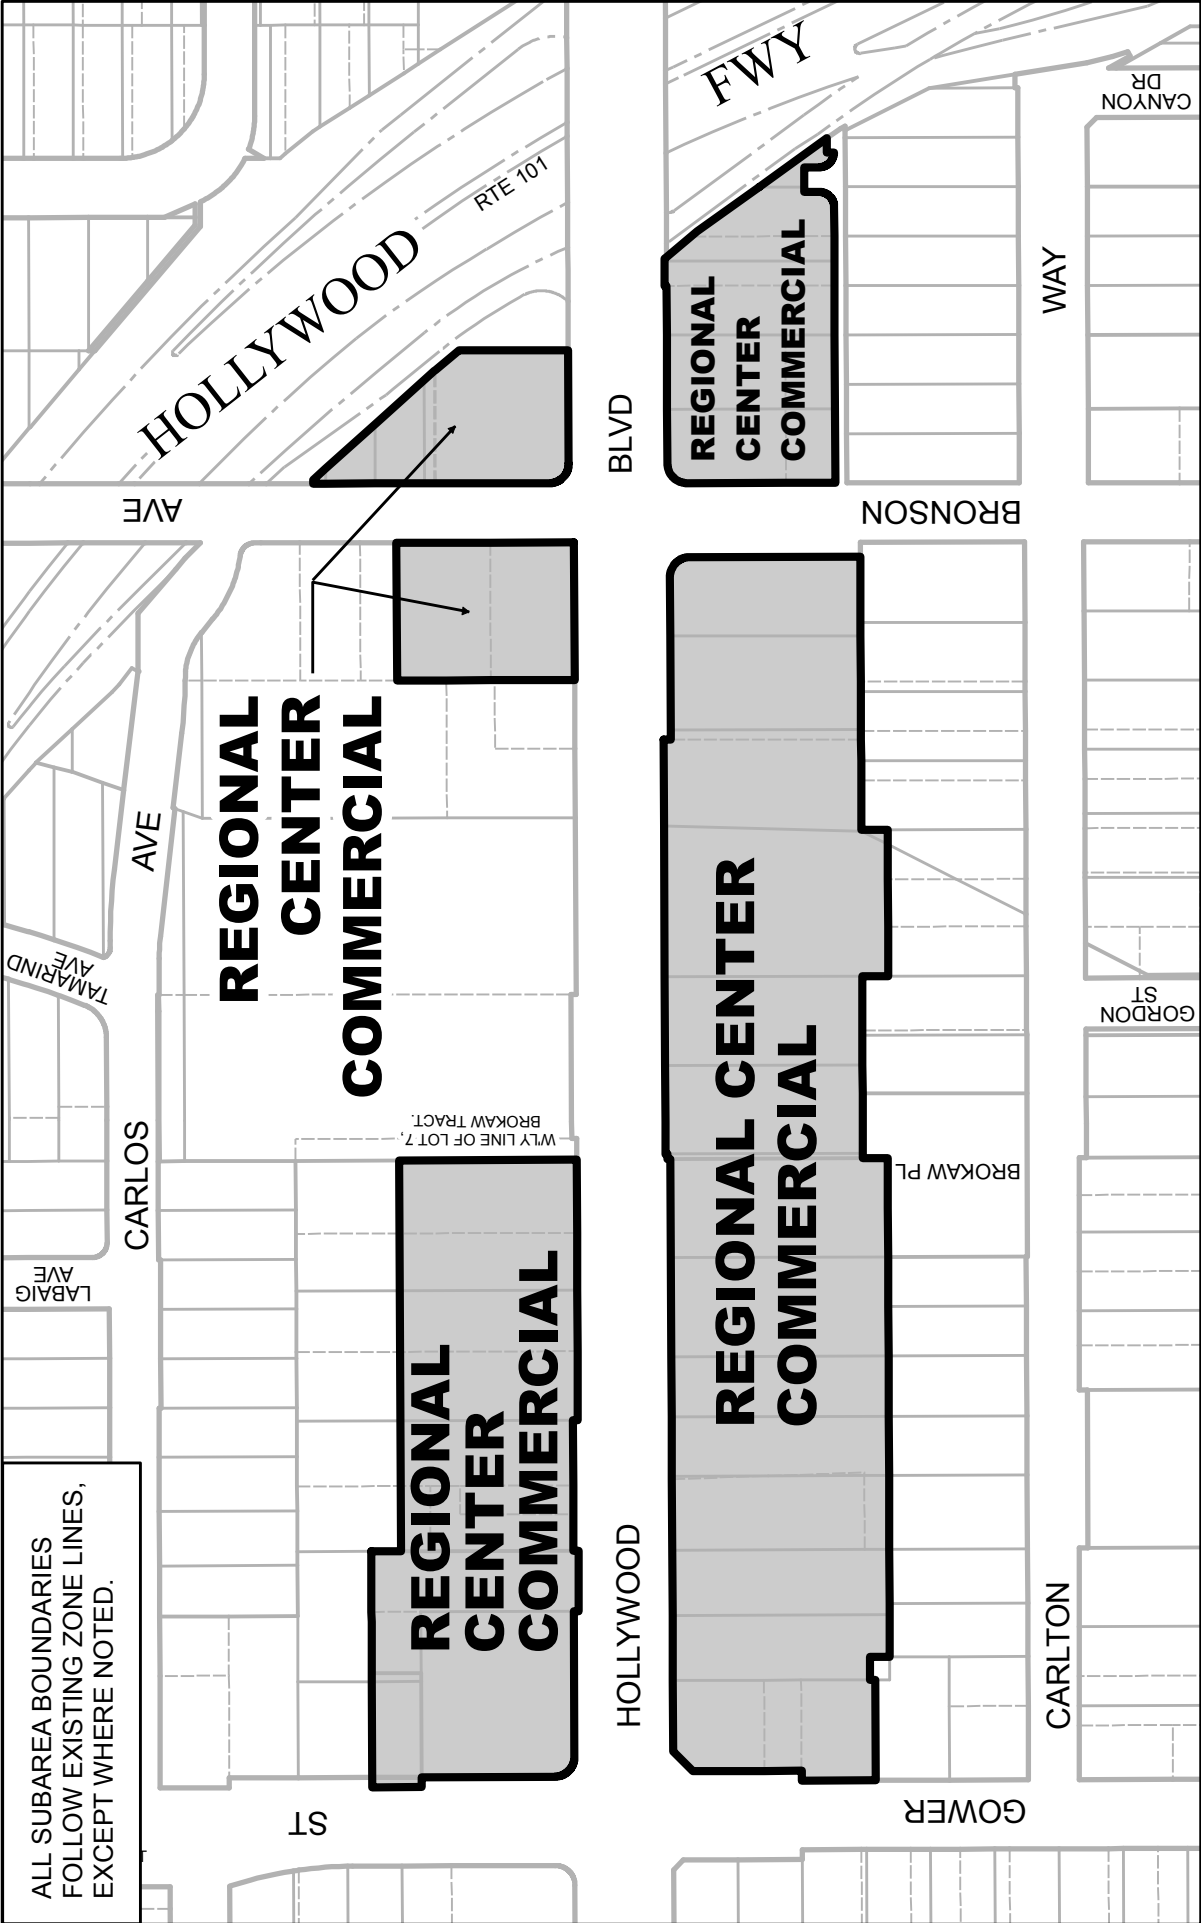 ALL SUBAREA BOUNDARIES
FOLLOW EXISTING ZONE LINES,
EXCEPT WHERE NOTED.
LABAIG
AVE
TAMARIND
AVE
CARLOS
AVE
HOLLYWOOD
FWY
RTE 101
ST
AVE
REGIONAL
CENTER
COMMERCIAL
W'LY LINE OF LOT 7,
BROKAW TRACT.
REGIONAL
CENTER
COMMERCIAL
HOLLYWOOD
BLVD
REGIONAL CENTER
COMMERCIAL
REGIONAL
CENTER
COMMERCIAL
GOWER
BROKAW PL
BRONSON
CARLTON
WAY
GORDON
ST
CANYON
DR